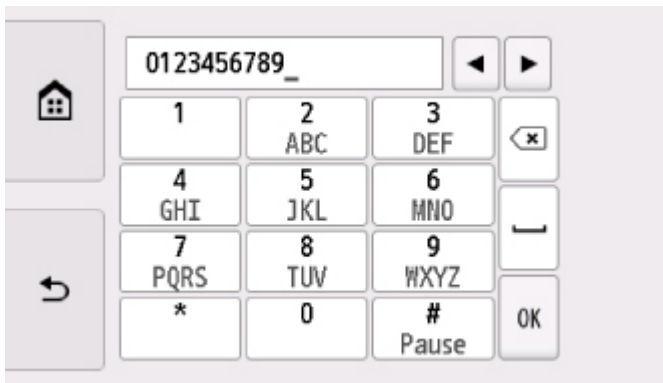 0123456789_
1 2 3
ABC DEF
4 5 6
GHI JKL MNO
7 8 9
PQRS TUV WXYZ
* 0 # OK
Pause